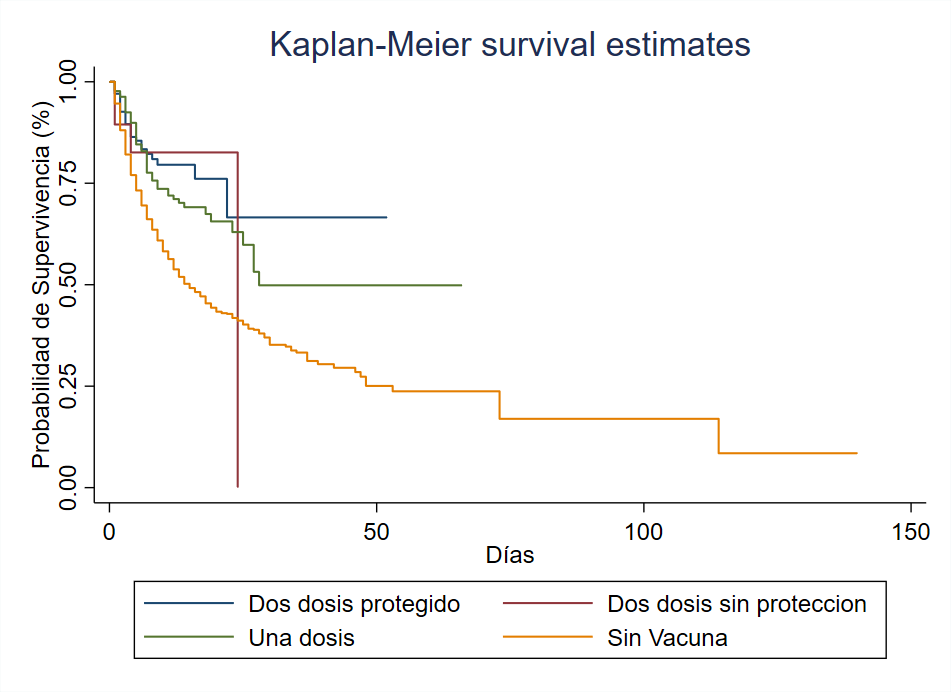 Kaplan-Meier survival estimates
Probabilidad de Supervivencia (%)
1.00
0.75
0.50
0.25
0.00
0
50
100
150
Días
Dos dosis protegido
Dos dosis sin proteccion
Una dosis
Sin Vacuna